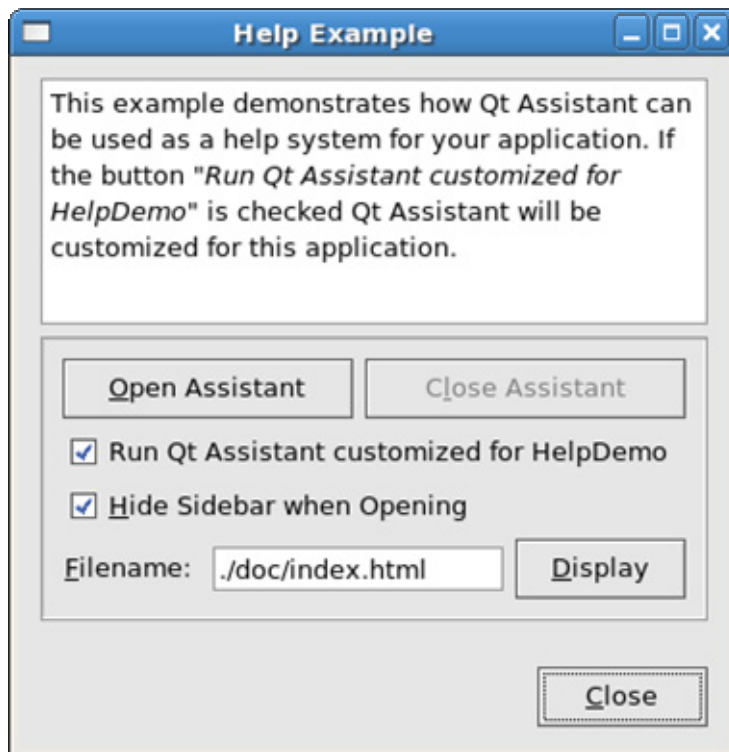 Help Example
This example demonstrates how Qt Assistant can
be used as a help system for your application. If
the button "Run Qt Assistant customized for
HelpDemo" is checked Qt Assistant will be
customized for this application.
Open Assistant
Close Assistant
Run Qt Assistant customized for HelpDemo
Hide Sidebar when Opening
Filename: ./doc/index.html Display
Close